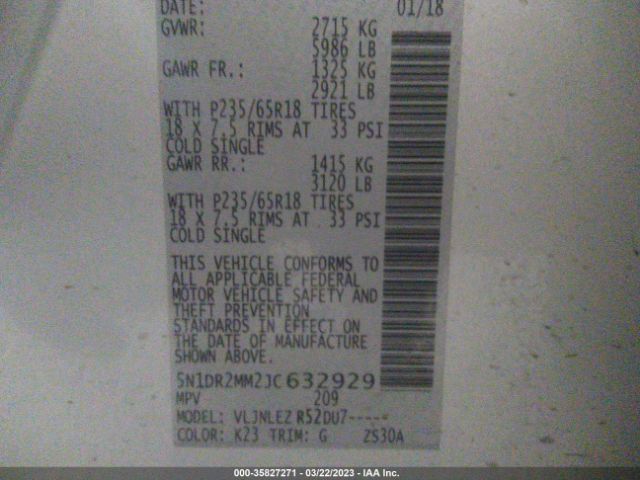 DATE: 01/18
GVWR: 2715 KG
5986 LB
GAWR FR.: 1325 KG
2921 LB
WITH P235/65R18 TIRES
18 X 7.5 RIMS AT 33 PSI
COLD SINGLE
GAWR RR.: 1415 KG
3120 LB
WITH P235/65R18 TIRES
18 X 7.5 RIMS AT 33 PSI
COLD SINGLE
THIS VEHICLE CONFORMS TO
ALL APPLICABLE FEDERAL
MOTOR VEHICLE SAFETY AND
THEFT PREVENTION
STANDARDS IN EFFECT ON
THE DATE OF MANUFACTURE
SHOWN ABOVE.
5N1DR2MM2JC632929
MPV 209
MODEL: VLJNLEZ R52DU7-----
COLOR: K23 TRIM: G ZS30A
000-35827271 - 03/22/2023 - IAA Inc.